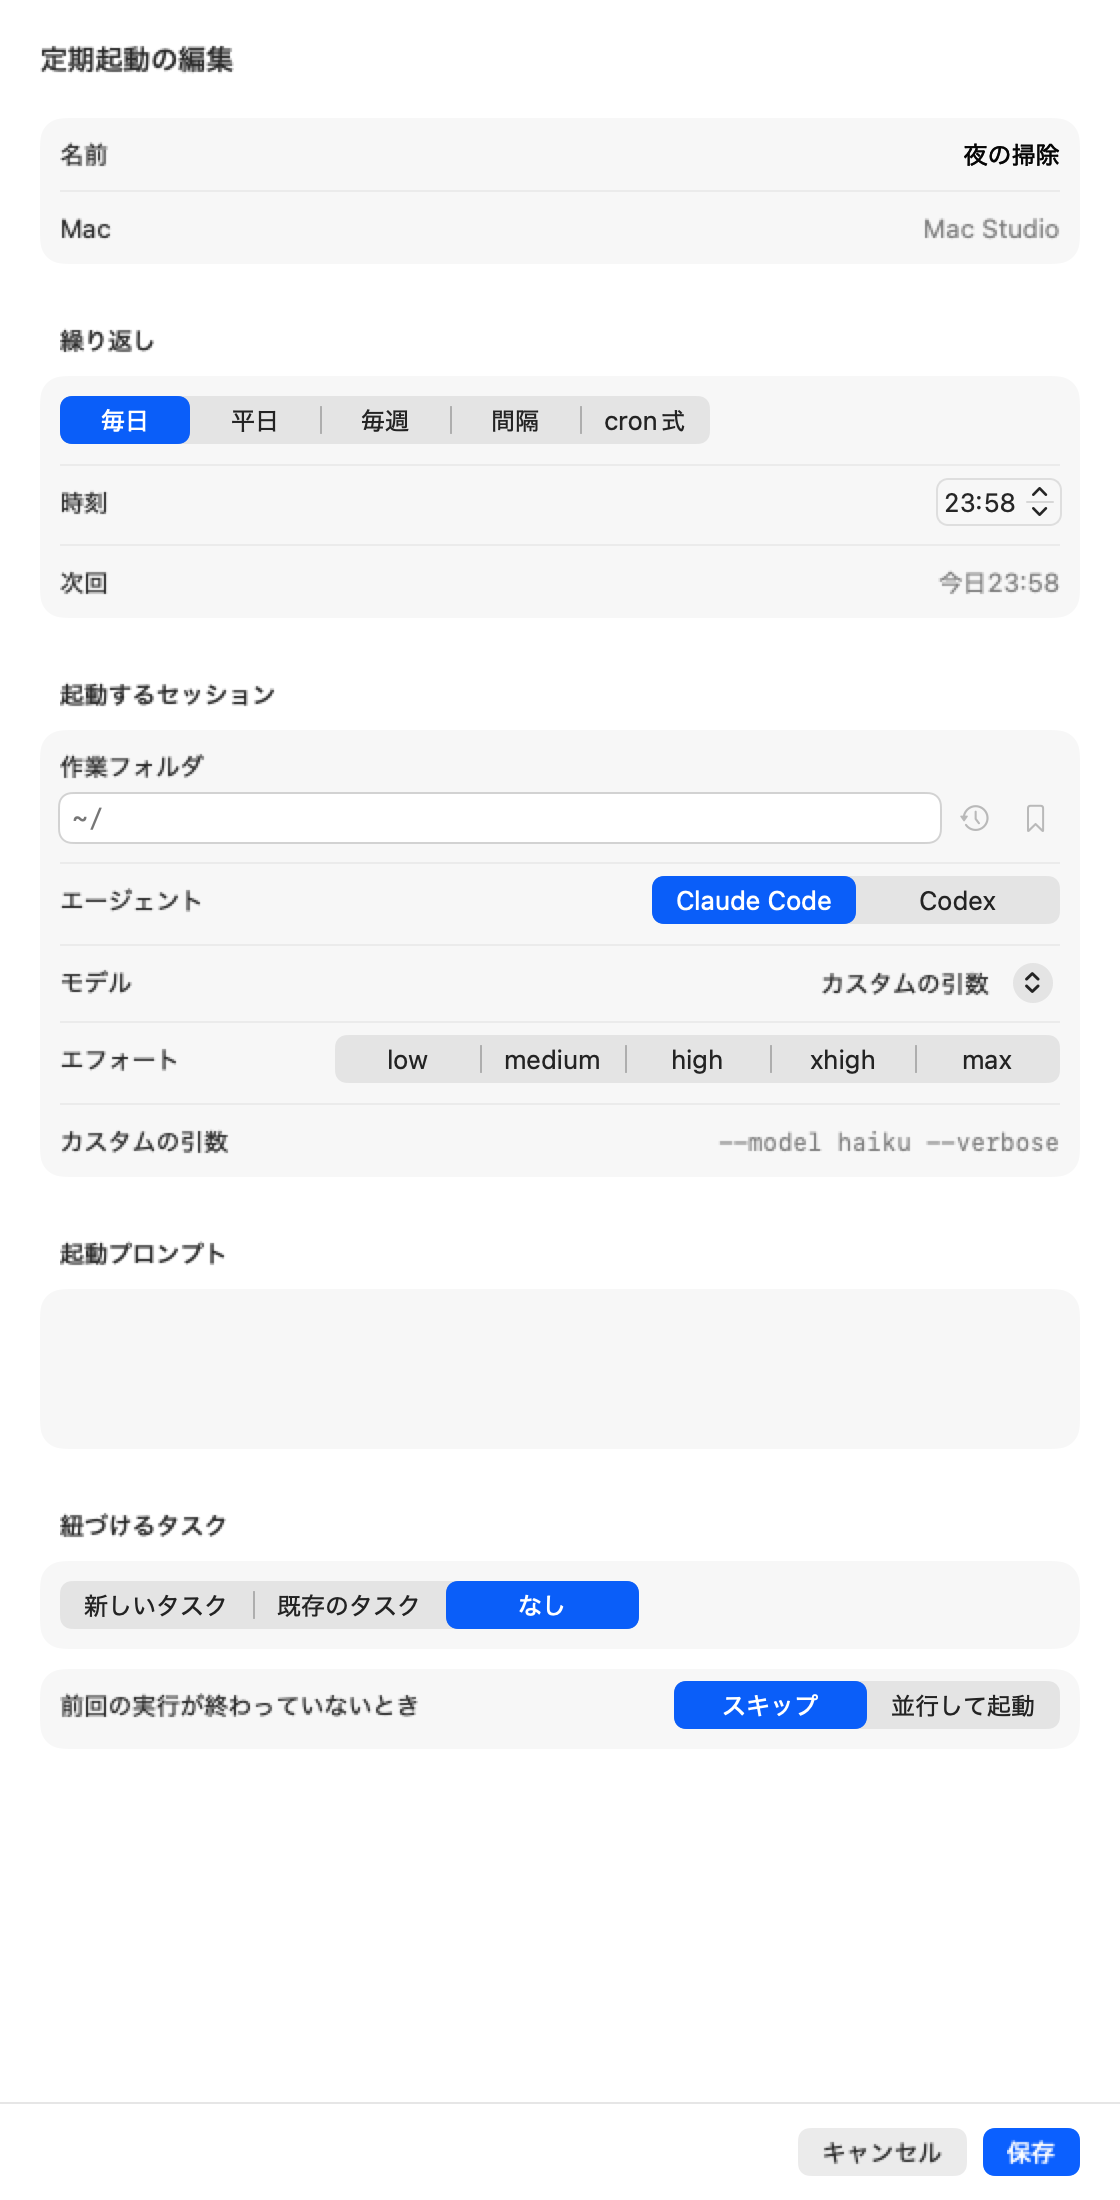 定期起動の編集
名前 夜の掃除
Mac Mac Studio
繰り返し
毎日 平日 毎週 間隔 cron 式
時刻 23:58
次回 今日23:58
起動するセッション
作業フォルダ
~/
エージェント Claude Code Codex
モデル カスタムの引数
エフォート low medium high xhigh max
カスタムの引数 --model haiku --verbose
起動プロンプト
紐づけるタスク
新しいタスク 既存のタスク なし
前回の実行が終わっていないとき スキップ 並行して起動
キャンセル 保存